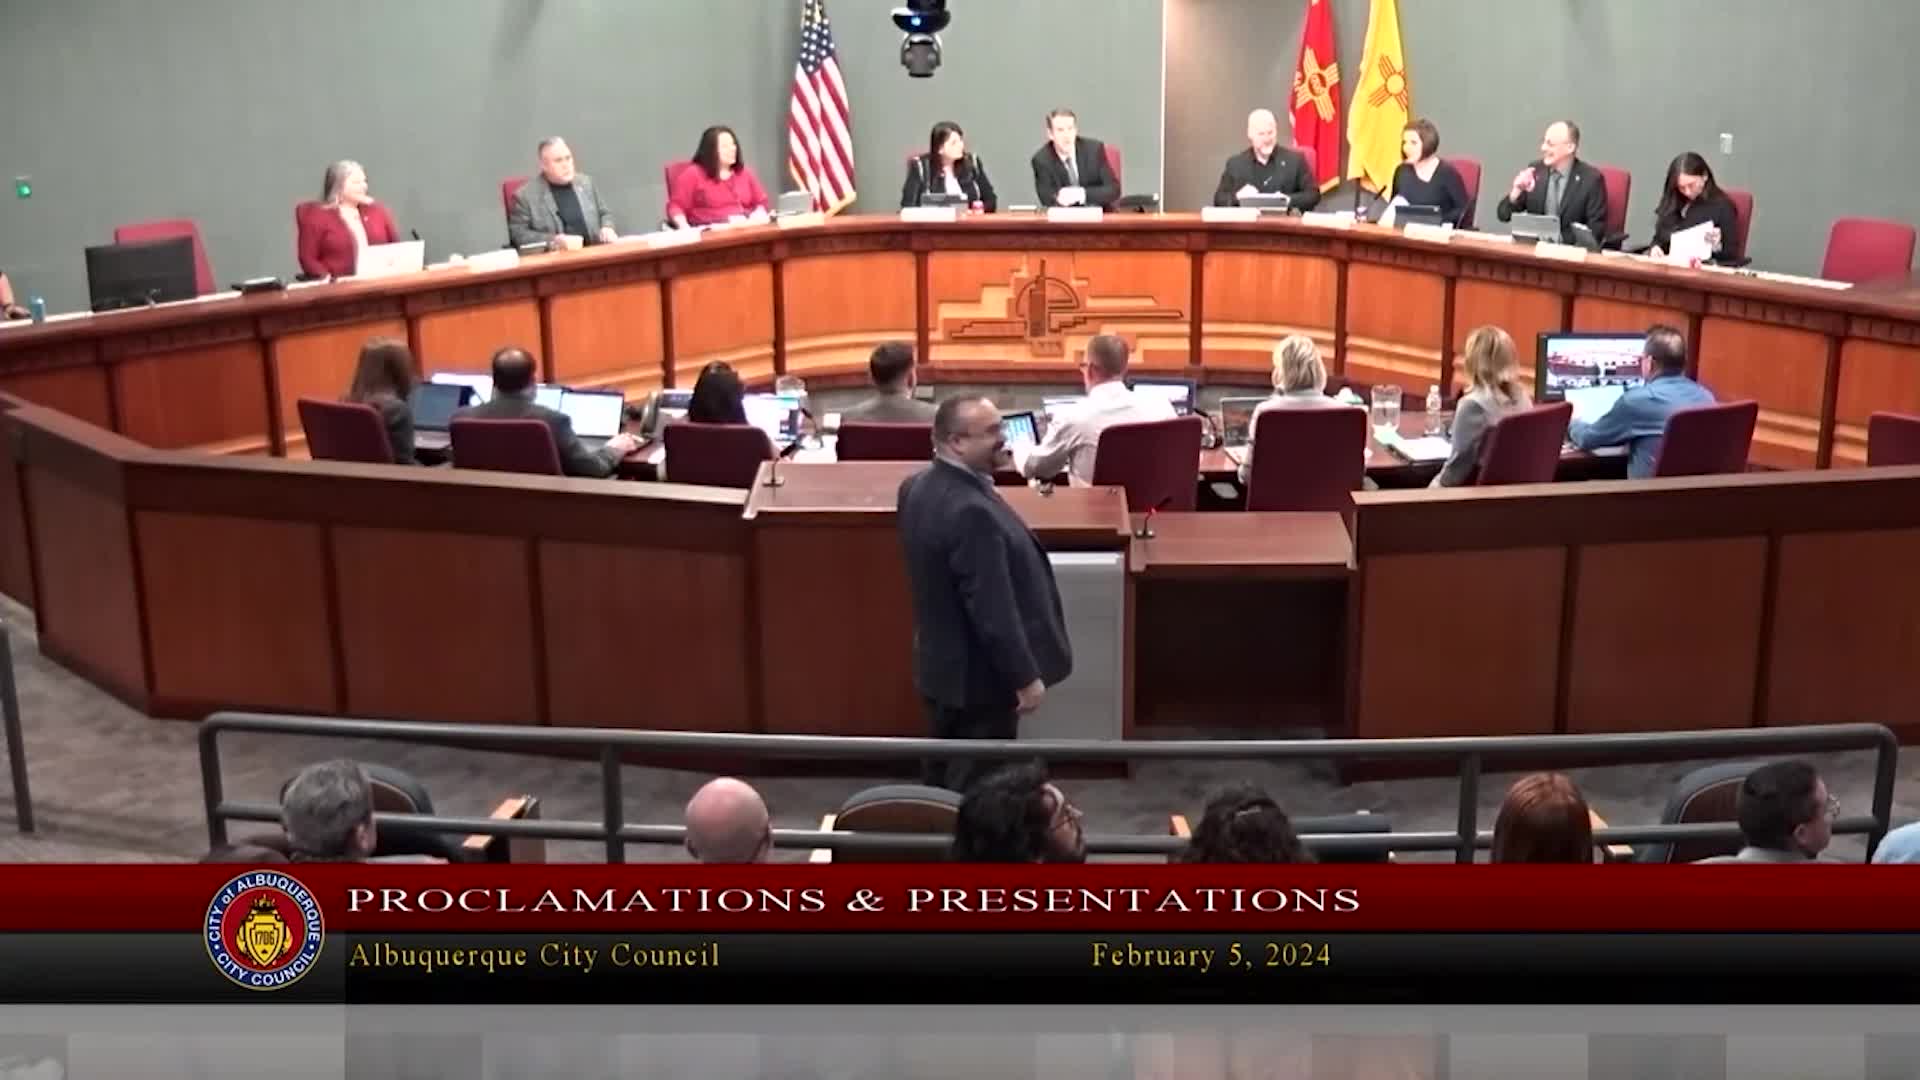 PROCLAMATIONS & PRESENTATIONS
Albuquerque City Council
February 5, 2024
CITY of ALBUQUERQUE
1706
CITY COUNCIL